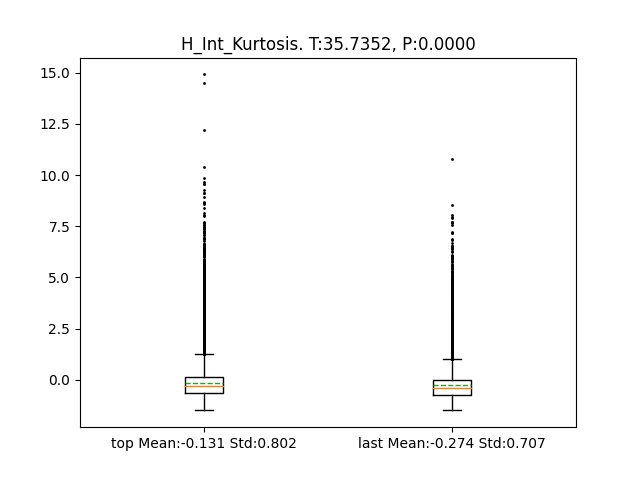 H_Int_Kurtosis. T:35.7352, P:0.0000
15.0
12.5
10.0
7.5
5.0
2.5
0.0
top Mean:-0.131 Std:0.802
last Mean:-0.274 Std:0.707